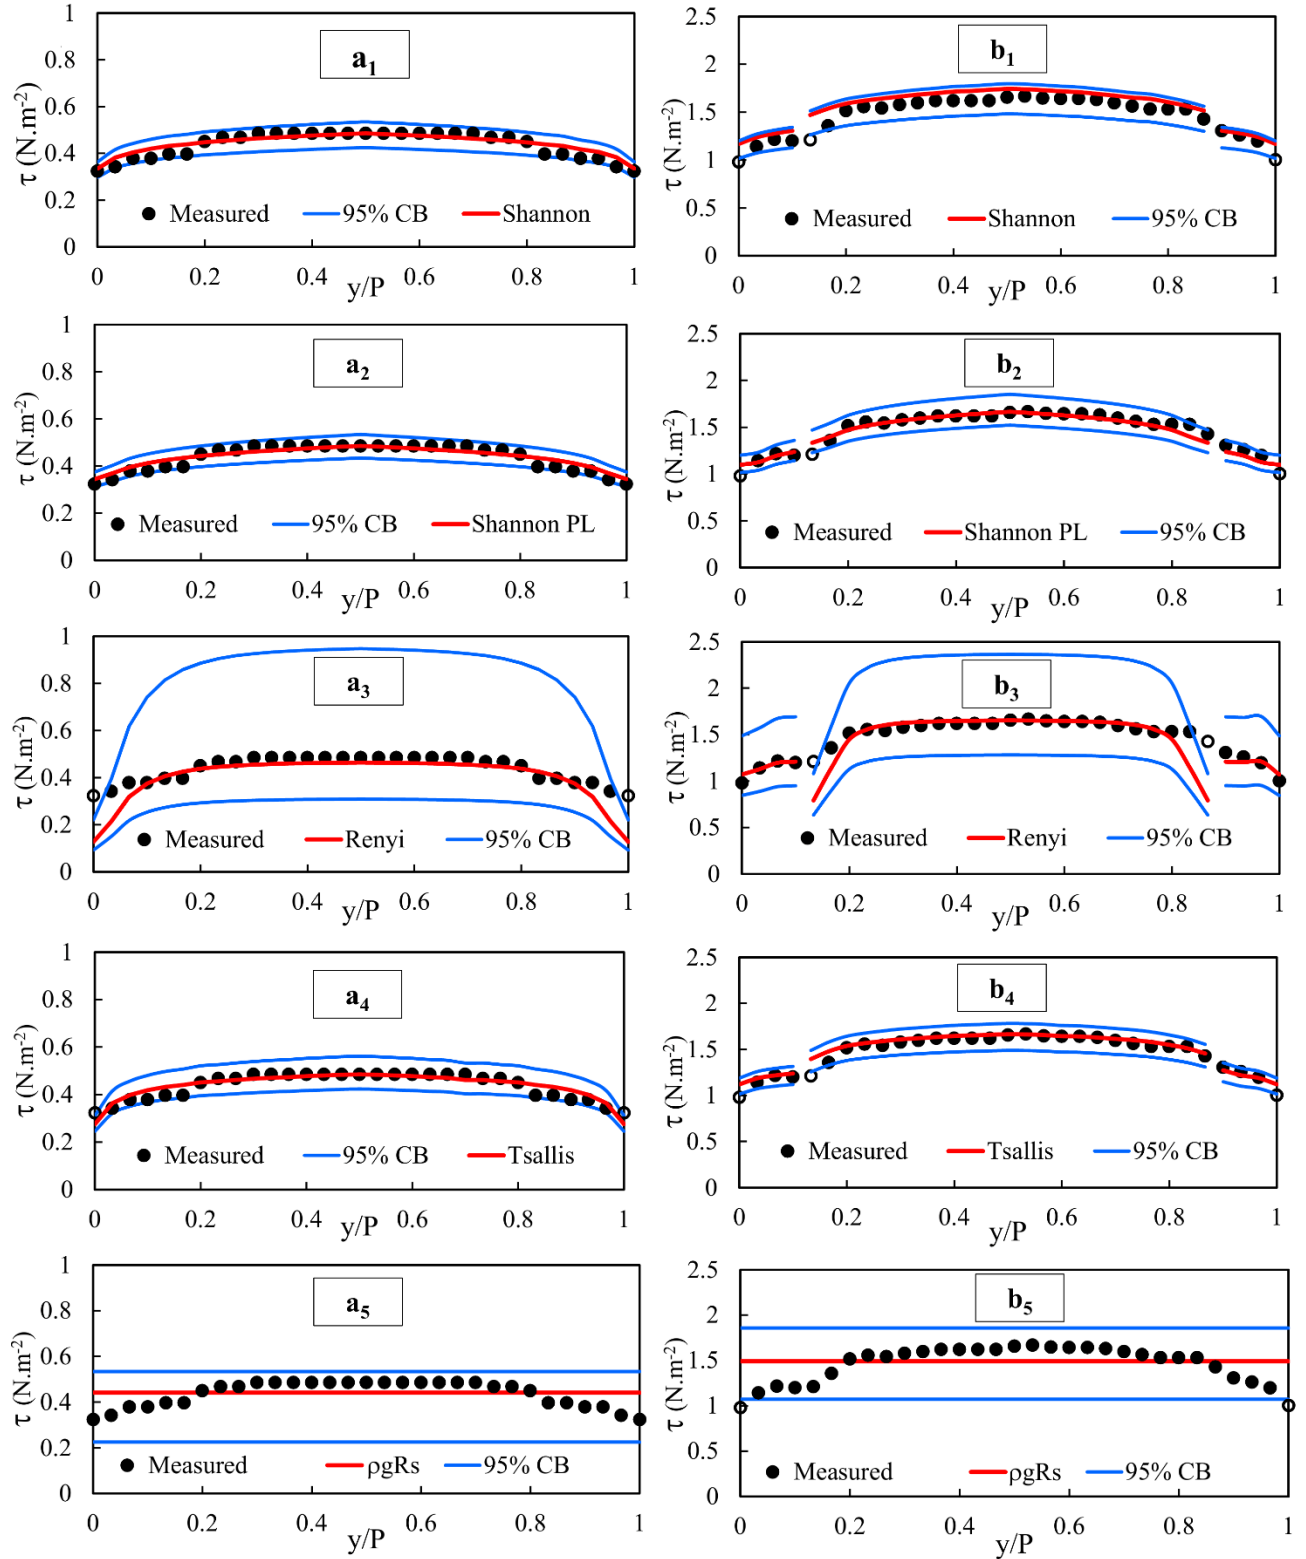 a1
τ (N.m-2)
1
0.8
0.6
0.4
0.2
0
Measured 95% CB Shannon
0 0.2 0.4 0.6 0.8 1
y/P
b1
τ (N.m-2)
2.5
2
1.5
1
0.5
0
Measured Shannon 95% CB
0 0.2 0.4 0.6 0.8 1
y/P
a2
τ (N.m-2)
1
0.8
0.6
0.4
0.2
0
Measured 95% CB Shannon PL
0 0.2 0.4 0.6 0.8 1
y/P
b2
τ (N.m-2)
2.5
2
1.5
1
0.5
0
Measured Shannon PL 95% CB
0 0.2 0.4 0.6 0.8 1
y/P
a3
τ (N.m-2)
1
0.8
0.6
0.4
0.2
0
Measured Renyi 95% CB
0 0.2 0.4 0.6 0.8 1
y/P
b3
τ (N.m-2)
2.5
2
1.5
1
0.5
0
Measured Renyi 95% CB
0 0.2 0.4 0.6 0.8 1
y/P
a4
τ (N.m-2)
1
0.8
0.6
0.4
0.2
0
Measured 95% CB Tsallis
0 0.2 0.4 0.6 0.8 1
y/P
b4
τ (N.m-2)
2.5
2
1.5
1
0.5
0
Measured Tsallis 95% CB
0 0.2 0.4 0.6 0.8 1
y/P
a5
τ (N.m-2)
1
0.8
0.6
0.4
0.2
0
Measured ρgRs 95% CB
0 0.2 0.4 0.6 0.8 1
y/P
b5
τ (N.m-2)
2.5
2
1.5
1
0.5
0
Measured ρgRs 95% CB
0 0.2 0.4 0.6 0.8 1
y/P